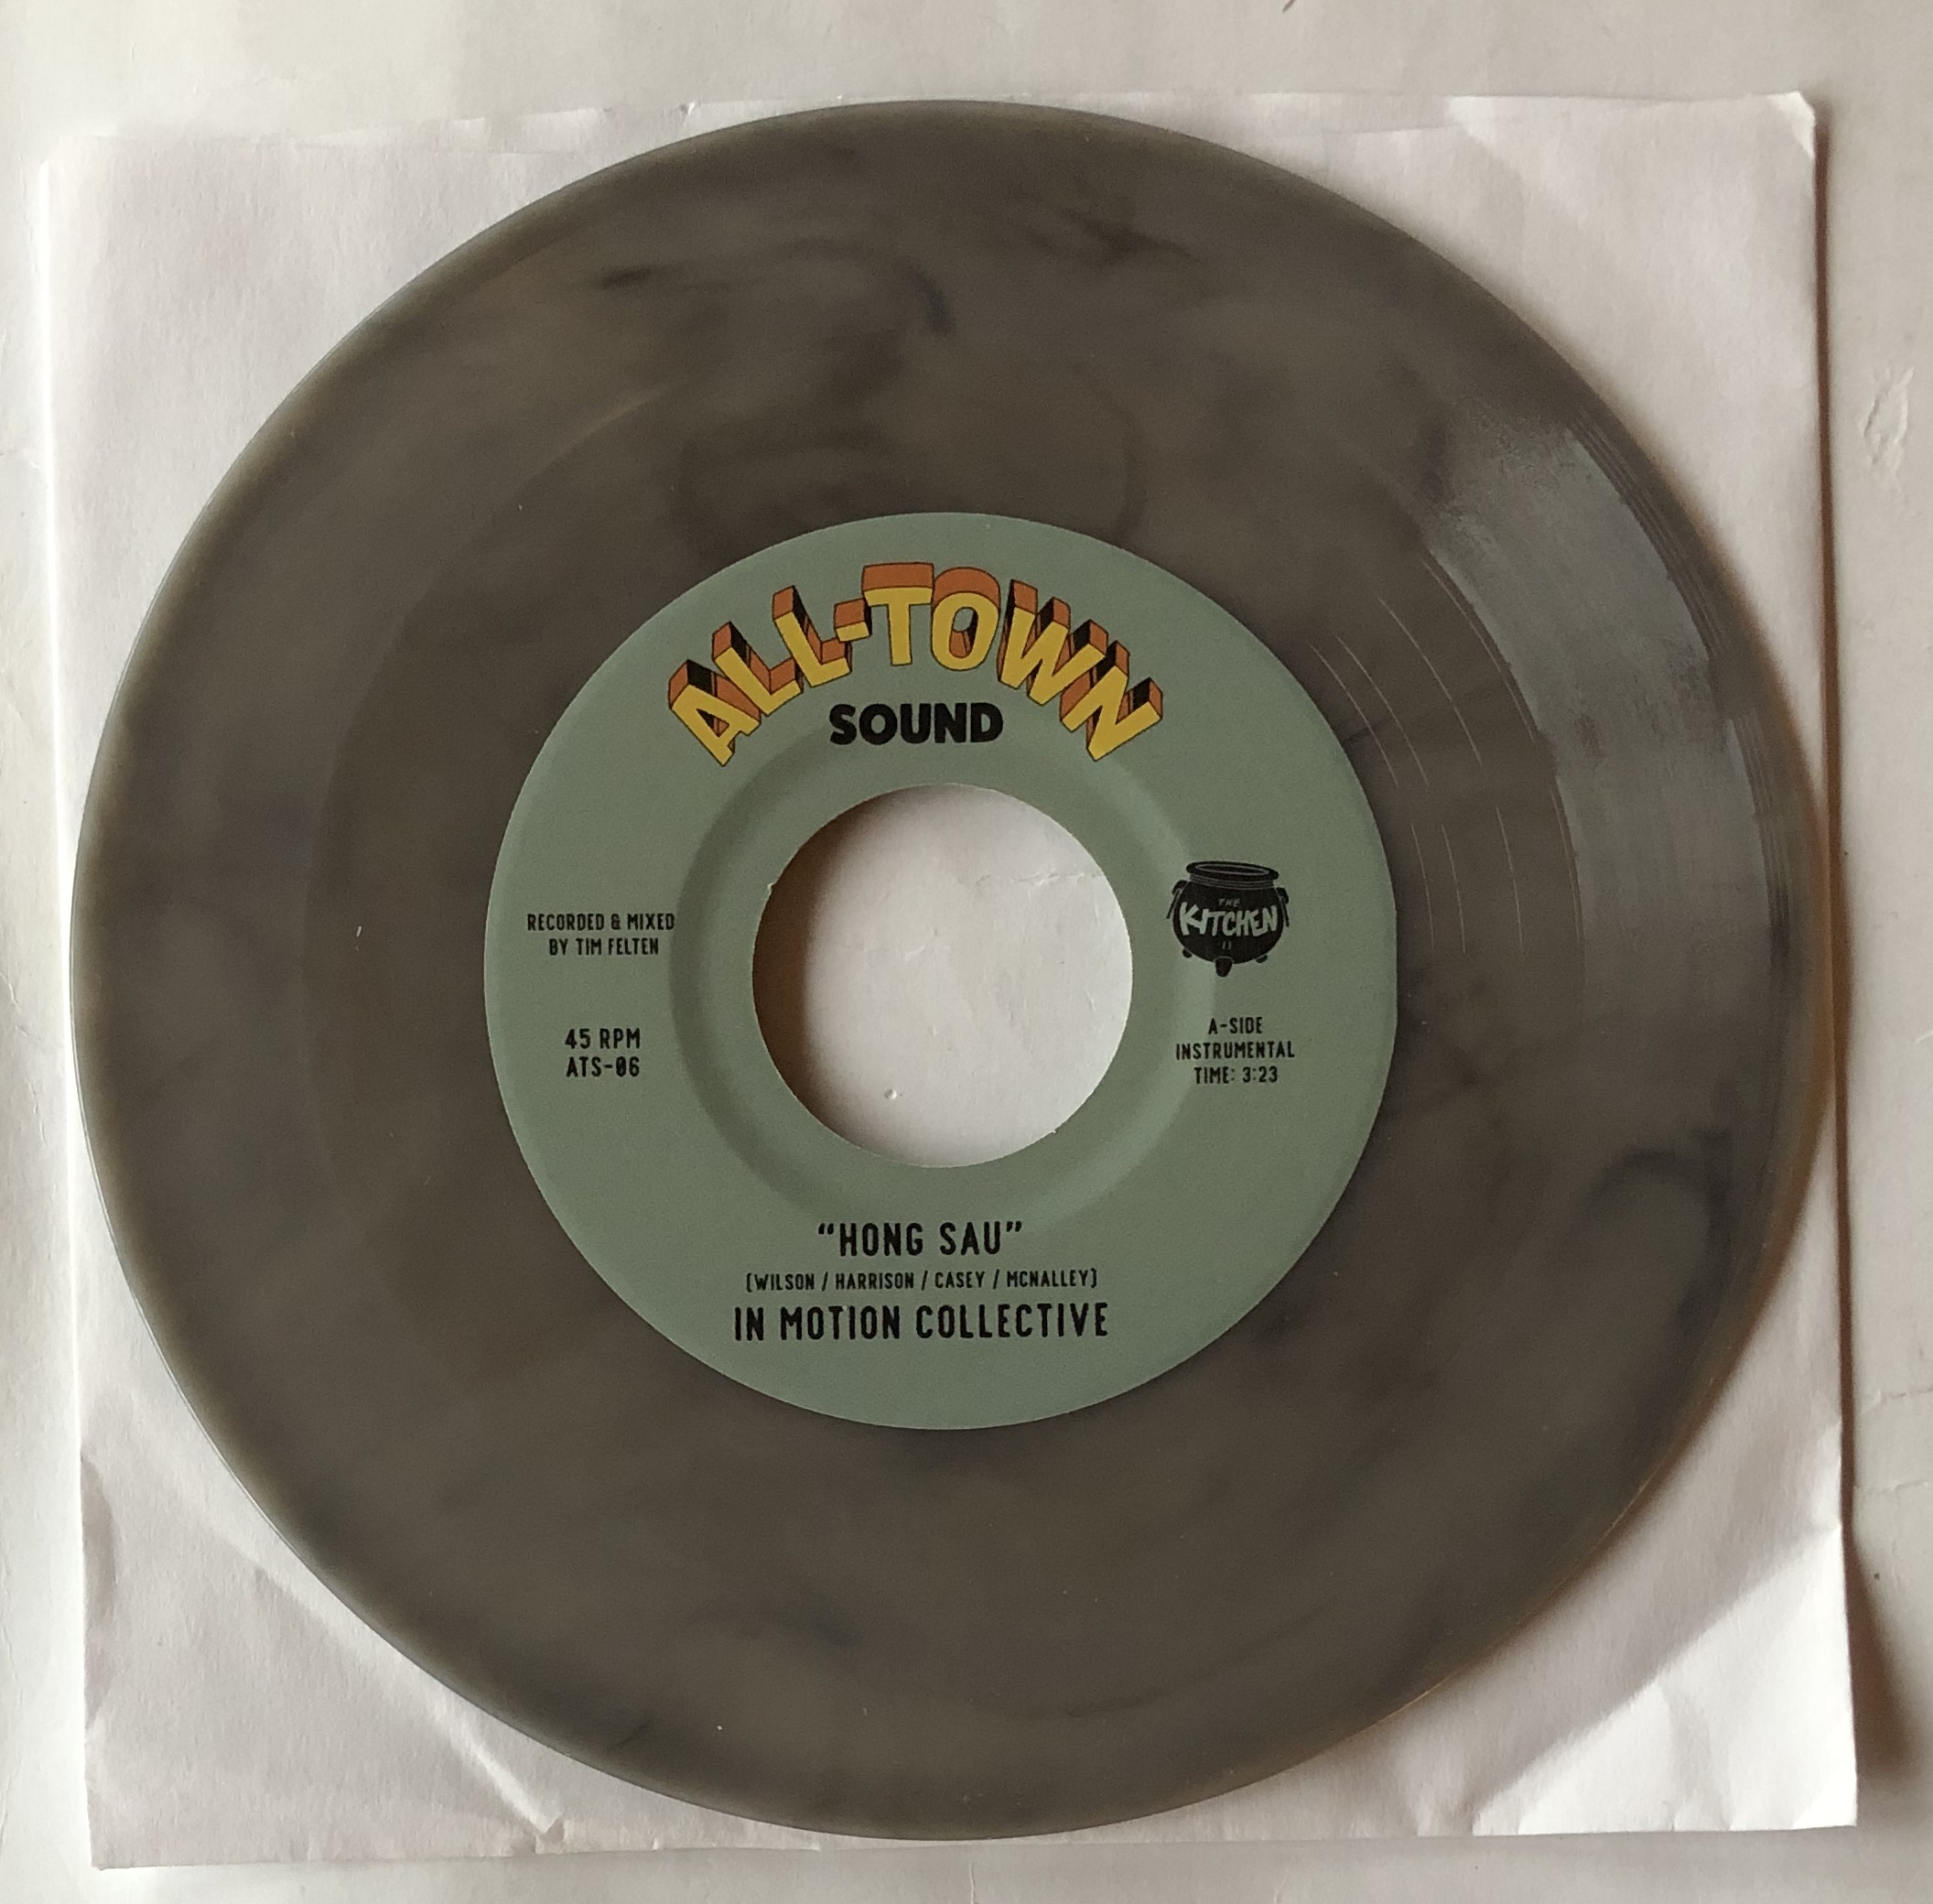 ALL-TOWN
SOUND
RECORDED & MIXED
BY TIM FELTEN
45 RPM
ATS-06
THE
KITCHEN
II
A-SIDE
INSTRUMENTAL
TIME: 3:23
"HONG SAU"
(WILSON / HARRISON / CASEY / MCNALLEY)
IN MOTION COLLECTIVE